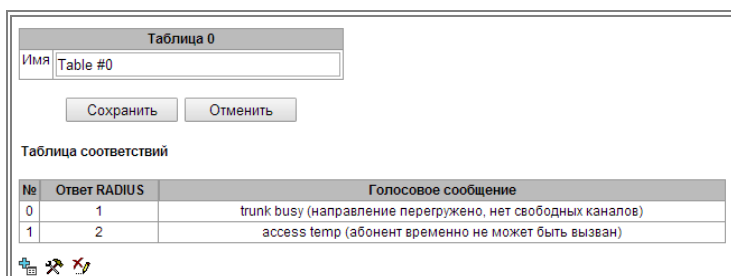 Таблица 0
Имя Table #0
Сохранить Отменить
Таблица соответствий
№ Ответ RADIUS Голосовое сообщение
0 1 trunk busy (направление перегружено, нет свободных каналов)
1 2 access temp (абонент временно не может быть вызван)